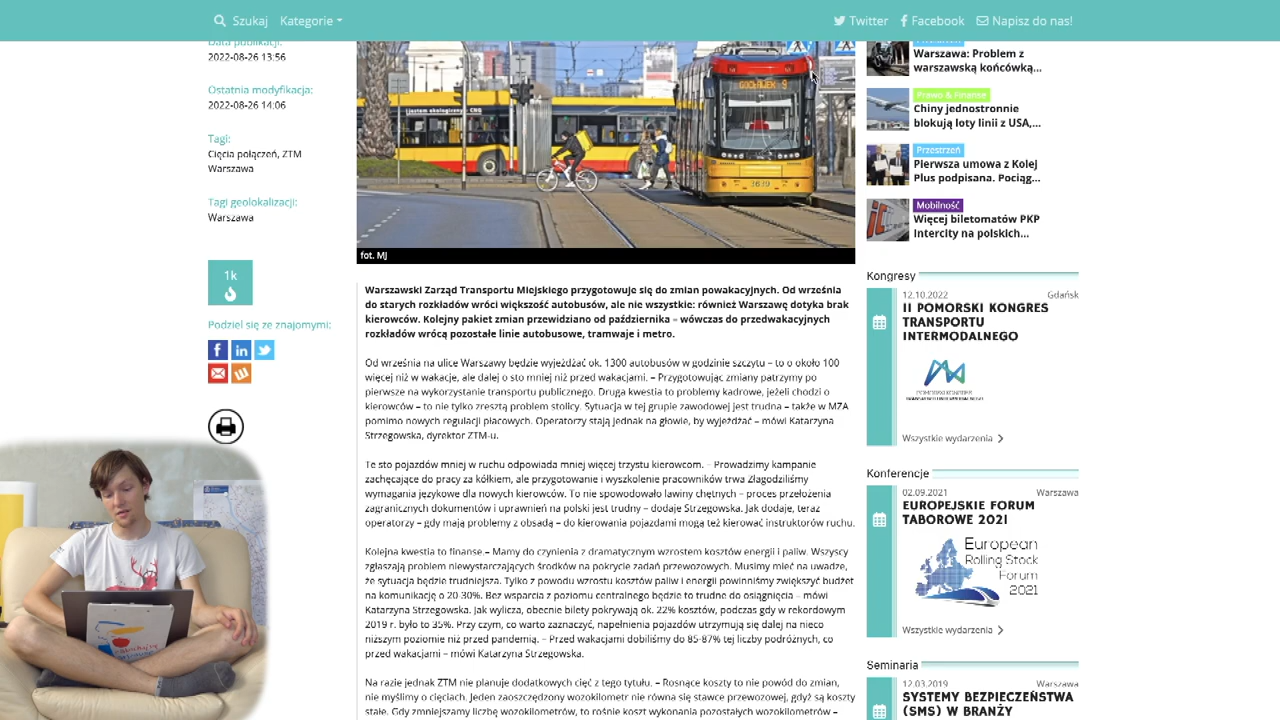 Szukaj Kategorie Twitter Facebook Napisz do nas!
Data publikacji:
2022-08-26 13:56
Ostatnia modyfikacja:
2022-08-26 14:06
Tagi:
Cięcia połączeń, ZTM
Warszawa
Tagi geolokalizacji:
Warszawa
1k
Podziel się ze znajomymi:
GOCŁAWEK 9
3639
fot. MJ
Warszawski Zarząd Transportu Miejskiego przygotowuje się do zmian powakacyjnych. Od września
do starych rozkładów wróci większość autobusów, ale nie wszystkie: również Warszawę dotyka brak
kierowców. Kolejny pakiet zmian przewidziano od października – wówczas do przedwakacyjnych
rozkładów wrócą pozostałe linie autobusowe, tramwaje i metro.
Od września na ulice Warszawy będzie wyjeżdżać ok. 1300 autobusów w godzinie szczytu – to o około 100
więcej niż w wakacje, ale dalej o sto mniej niż przed wakacjami. – Przygotowując zmiany patrzymy po
pierwsze na wykorzystanie transportu publicznego. Druga kwestia to problemy kadrowe, jeżeli chodzi o
kierowców – to nie tylko zresztą problem stolicy. Sytuacja w tej grupie zawodowej jest trudna – także w MZA
pomimo nowych regulacji płacowych. Operatorzy stają jednak na głowie, by wyjeżdżać – mówi Katarzyna
Strzegowska, dyrektor ZTM-u.
Te sto pojazdów mniej w ruchu odpowiada mniej więcej trzystu kierowcom. – Prowadzimy kampanie
zachęcające do pracy za kółkiem, ale przygotowanie i wyszkolenie pracowników trwa Złagodziliśmy
wymagania językowe dla nowych kierowców. To nie spowodowało lawiny chętnych – proces przełożenia
zagranicznych dokumentów i uprawnień na polski jest trudny – dodaje Strzegowska. Jak dodaje, teraz
operatorzy – gdy mają problemy z obsadą – do kierowania pojazdami mogą też kierować instruktorów ruchu.
Kolejna kwestia to finanse.– Mamy do czynienia z dramatycznym wzrostem kosztów energii i paliw. Wszyscy
zgłaszają problem niewystarczających środków na pokrycie zadań przewozowych. Musimy mieć na uwadze,
że sytuacja będzie trudniejsza. Tylko z powodu wzrostu kosztów paliw i energii powinniśmy zwiększyć budżet
na komunikację o 20-30%. Bez wsparcia z poziomu centralnego będzie to trudne do osiągnięcia – mówi
Katarzyna Strzegowska. Jak wylicza, obecnie bilety pokrywają ok. 22% kosztów, podczas gdy w rekordowym
2019 r. było to 35%. Przy czym, co warto zaznaczyć, napełnienia pojazdów utrzymują się dalej na nieco
niższym poziomie niż przed pandemią. – Przed wakacjami dobiliśmy do 85-87% tej liczby podróżnych, co
przed wakacjami – mówi Katarzyna Strzegowska.
Na razie jednak ZTM nie planuje dodatkowych cięć z tego tytułu. – Rosnące koszty to nie powód do zmian,
nie myślimy o cięciach. Jeden zaoszczędzony wozokilometr nie równa się stawce przewozowej, gdyż są koszty
stałe. Gdy zmniejszamy liczbę wozokilometrów, to rośnie koszt wykonania pozostałych wozokilometrów –
Warszawa: Problem z
warszawską końcówką...
Prawo & Finanse
Chiny jednostronnie
blokują loty linii z USA,...
Przestrzeń
Pierwsza umowa z Kolej
Plus podpisana. Pociąg...
Mobilność
Więcej biletomatów PKP
Intercity na polskich...
Kongresy
12.10.2022 Gdańsk
II POMORSKI KONGRES
TRANSPORTU
INTERMODALNEGO
POMORSKI KONGRES
Wszystkie wydarzenia
Konferencje
02.09.2021 Warszawa
EUROPEJSKIE FORUM
TABOROWE 2021
European
Rolling Stock
Forum
2021
Wszystkie wydarzenia
Seminaria
12.03.2019 Warszawa
SYSTEMY BEZPIECZEŃSTWA
(SMS) W BRANŻY